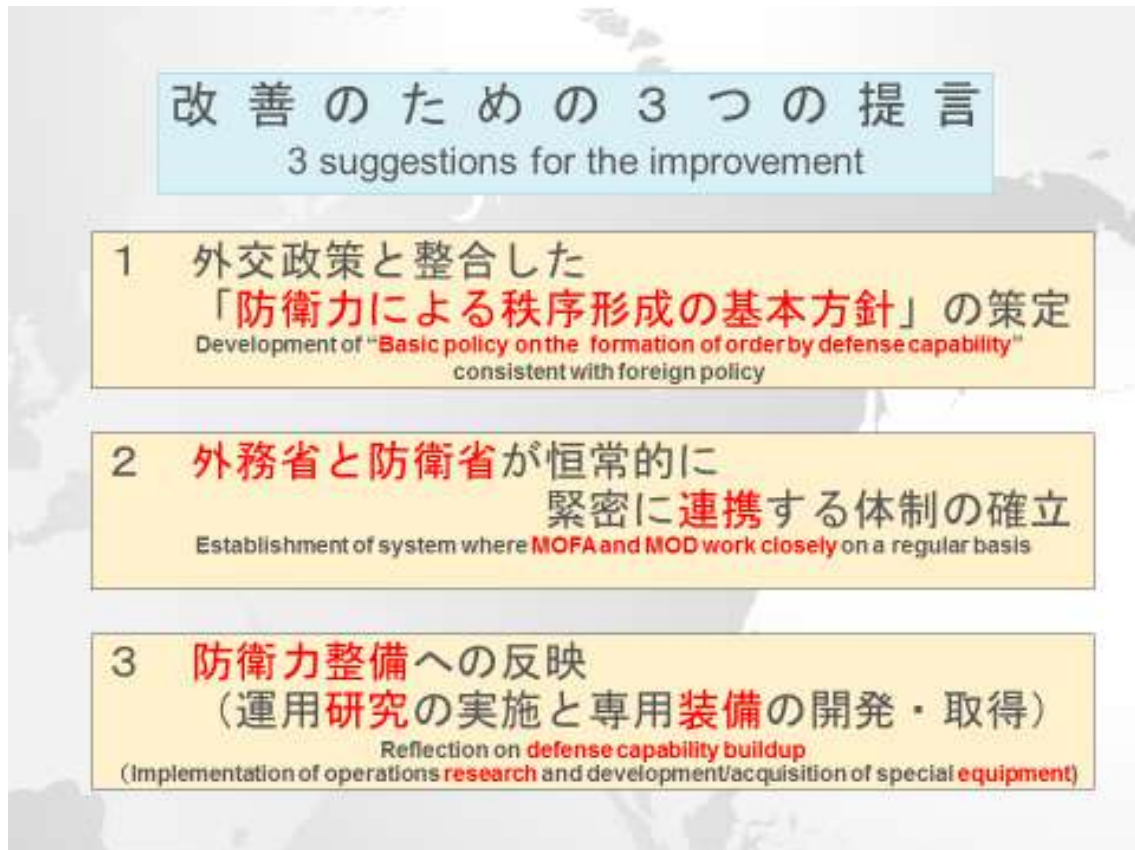 改善のための３つの提言
3 suggestions for the improvement
１ 外交政策と整合した
「防衛力による秩序形成の基本方針」の策定
Development of “Basic policy on the formation of order by defense capability”
consistent with foreign policy
２ 外務省と防衛省が恒常的に
緊密に連携する体制の確立
Establishment of system where MOFA and MOD work closely on a regular basis
３ 防衛力整備への反映
（運用研究の実施と専用装備の開発・取得）
Reflection on defense capability buildup
（Implementation of operations research and development/acquisition of special equipment)